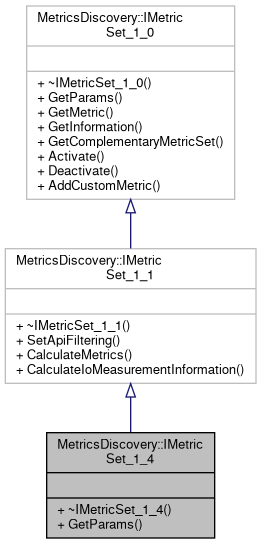 MetricsDiscovery::IMetric
Set_1_0
+ ~IMetricSet_1_0()
+ GetParams()
+ GetMetric()
+ GetInformation()
+ GetComplementaryMetricSet()
+ Activate()
+ Deactivate()
+ AddCustomMetric()
MetricsDiscovery::IMetric
Set_1_1
+ ~IMetricSet_1_1()
+ SetApiFiltering()
+ CalculateMetrics()
+ CalculateIoMeasurementInformation()
MetricsDiscovery::IMetric
Set_1_4
+ ~IMetricSet_1_4()
+ GetParams()